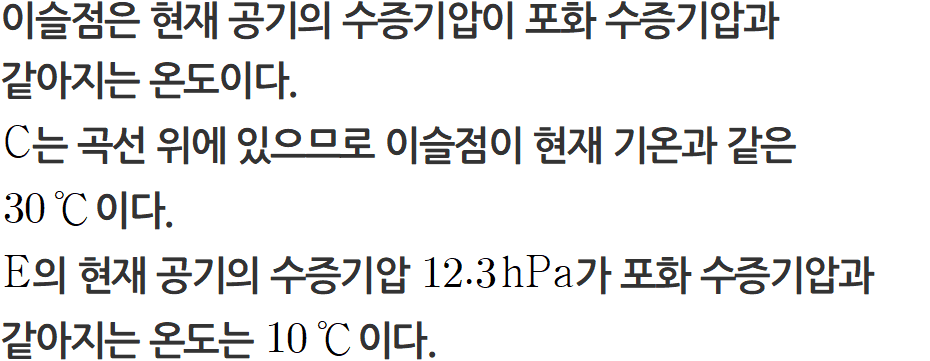 이슬점은 현재 공기의 수증기압이 포화 수증기압과
같아지는 온도이다.
C는 곡선 위에 있으므로 이슬점이 현재 기온과 같은
30℃이다.
E의 현재 공기의 수증기압 12.3hPa가 포화 수증기압과
같아지는 온도는 10℃이다.